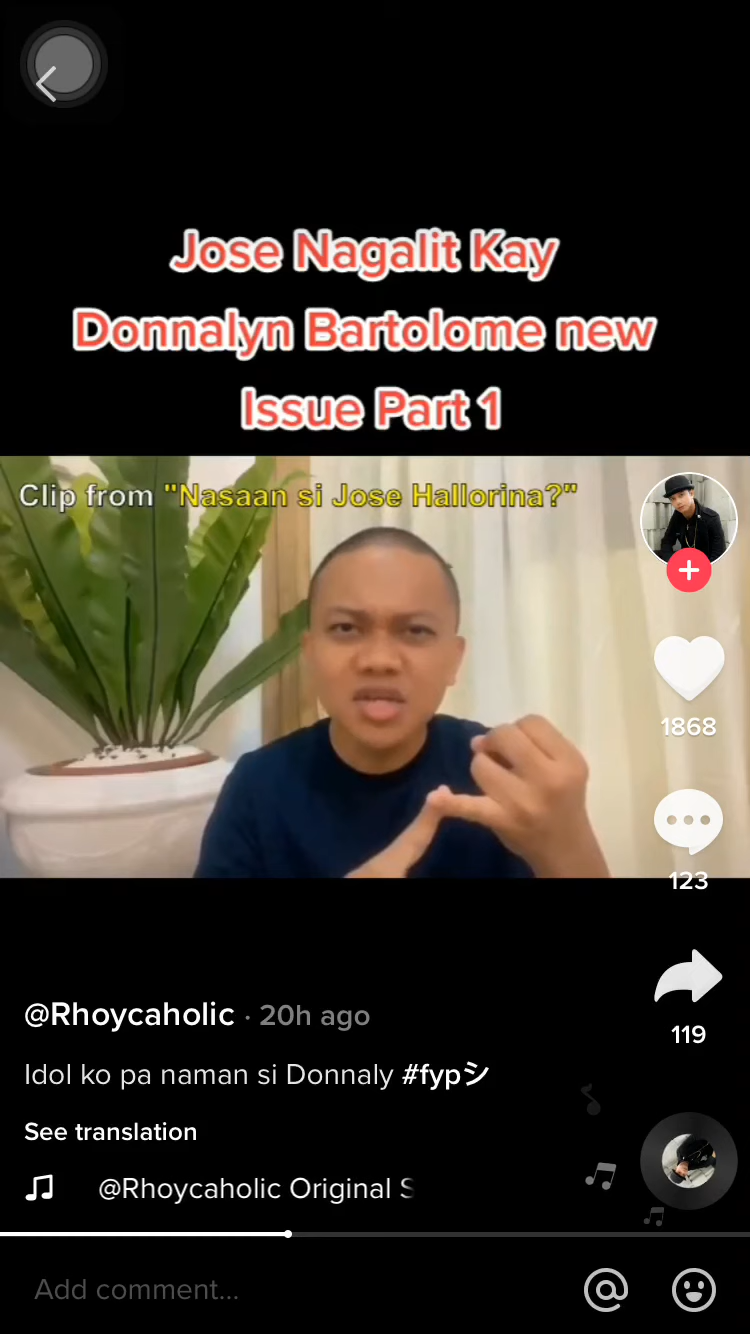 Jose Nagalit Kay
Donnalyn Bartolome new
Issue Part 1
Clip from "Nasaan si Jose Hallorina?"
1868
123
119
@Rhoycaholic · 20h ago
Idol ko pa naman si Donnaly #fypシ
See translation
@Rhoycaholic Original S
Add comment...